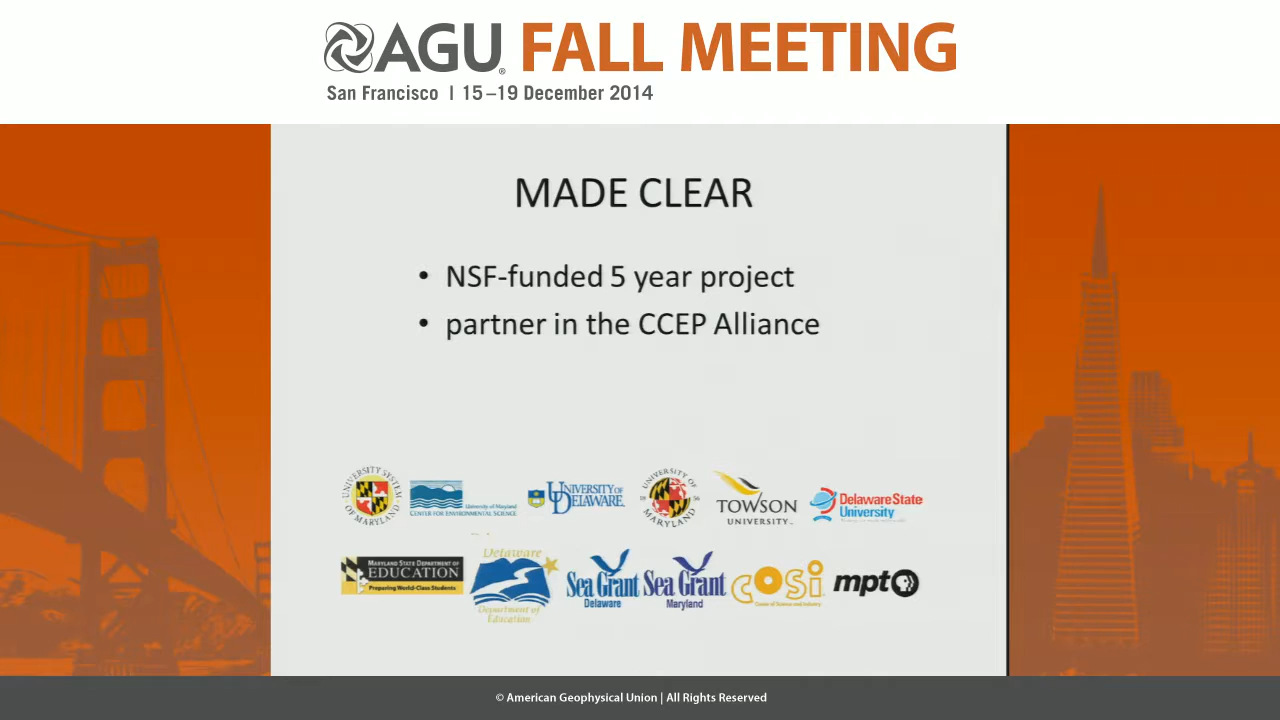 AGU® FALL MEETING
San Francisco | 15–19 December 2014
MADE CLEAR
• NSF-funded 5 year project
• partner in the CCEP Alliance
UNIVERSITY SYSTEM OF MARYLAND
University of Maryland
CENTER FOR ENVIRONMENTAL SCIENCE
UNIVERSITY OF DELAWARE
UNIVERSITY OF MARYLAND
TOWSON
UNIVERSITY
Delaware State
University
MARYLAND STATE DEPARTMENT OF
EDUCATION
Preparing World-Class Students
Delaware
Department of
Education
Sea Grant
Delaware
Sea Grant
Maryland
COSI
Center of Science and Industry
mpt PBS
© American Geophysical Union | All Rights Reserved